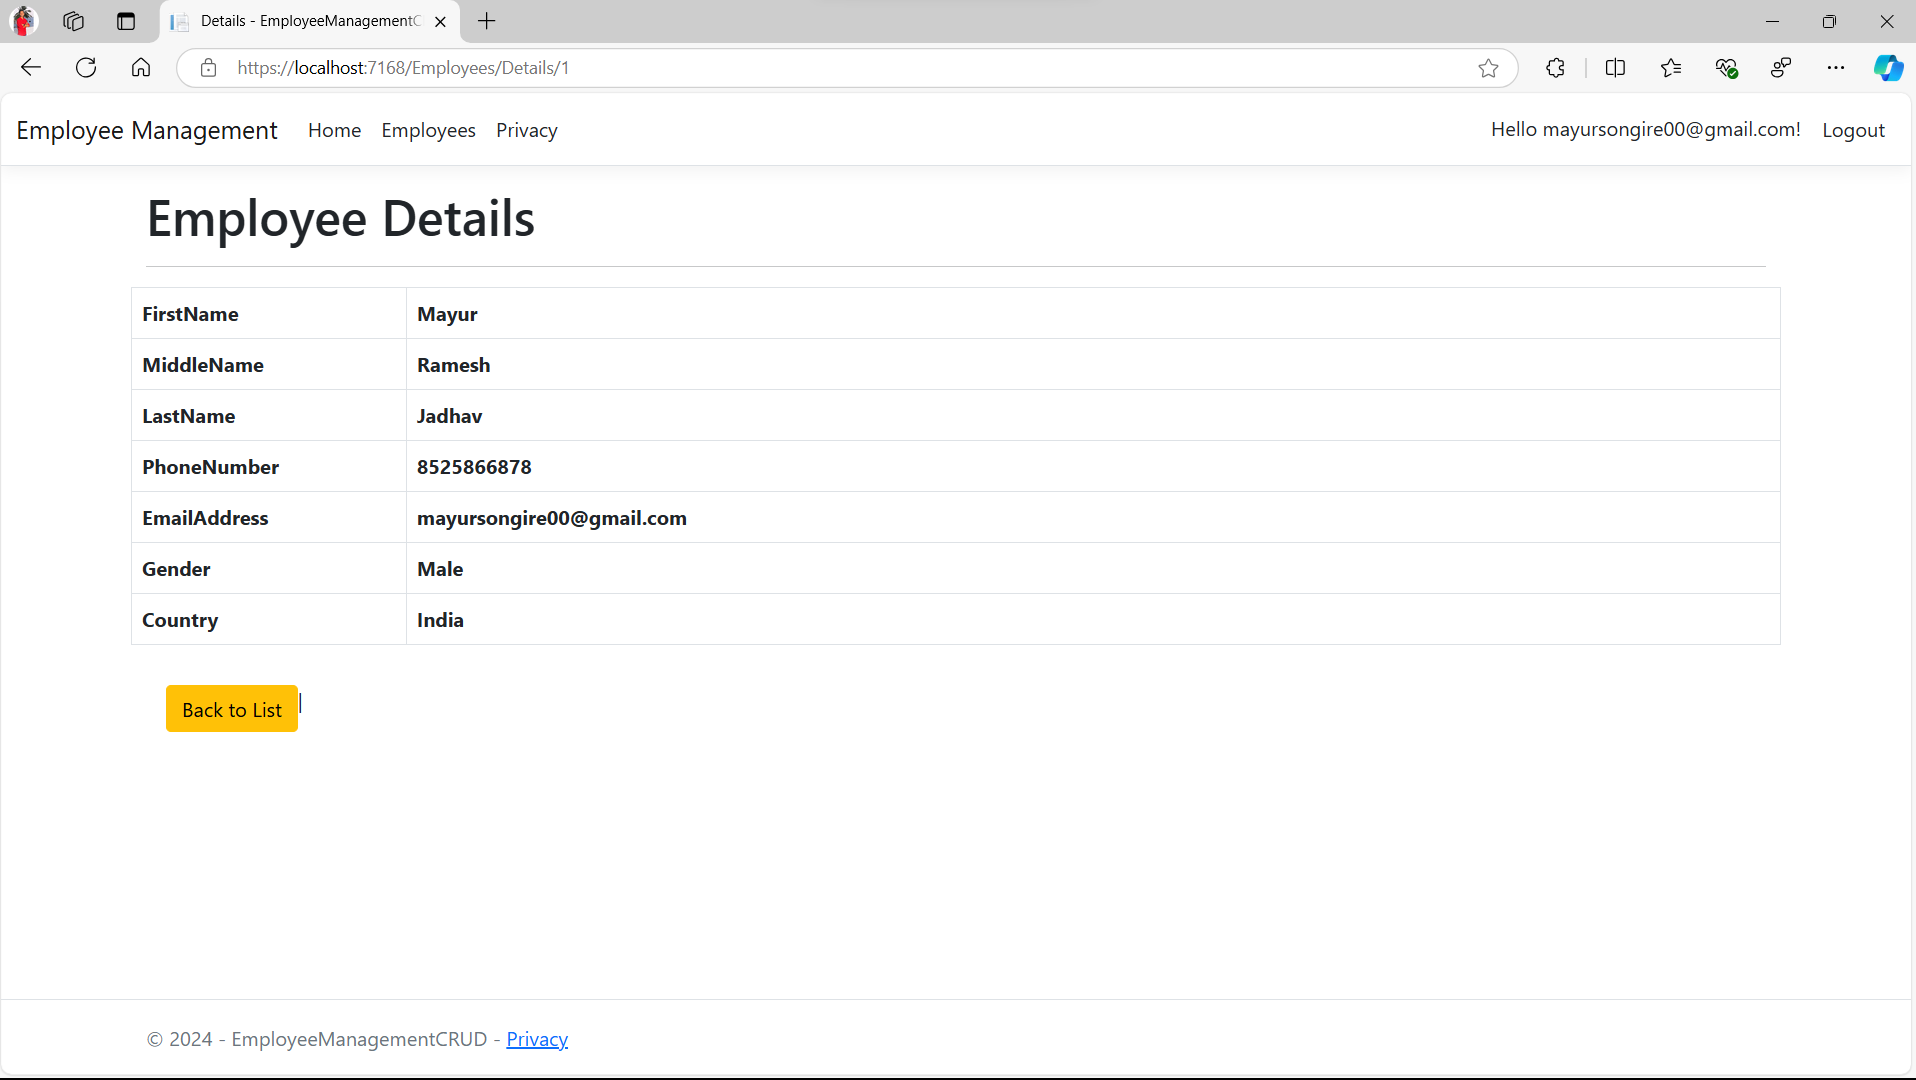 Details - EmployeeManagementC
https://localhost:7168/Employees/Details/1
Employee Management Home Employees Privacy Hello mayursongire00@gmail.com! Logout
Employee Details
FirstName Mayur
MiddleName Ramesh
LastName Jadhav
PhoneNumber 8525866878
EmailAddress mayursongire00@gmail.com
Gender Male
Country India
Back to List |
© 2024 - EmployeeManagementCRUD - Privacy